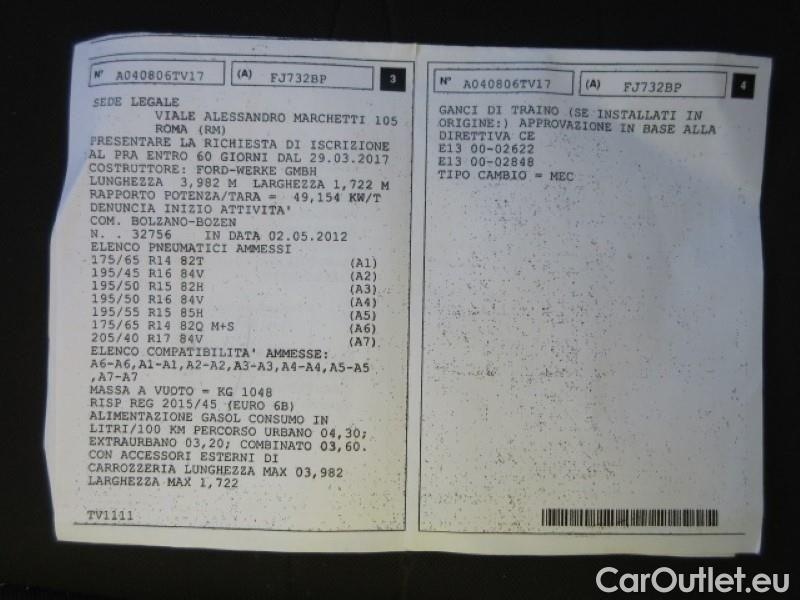 N° A040806TV17 (A) FJ732BP 3
SEDE LEGALE
VIALE ALESSANDRO MARCHETTI 105
ROMA (RM)
PRESENTARE LA RICHIESTA DI ISCRIZIONE
AL PRA ENTRO 60 GIORNI DAL 29.03.2017
COSTRUTTORE: FORD-WERKE GMBH
LUNGHEZZA 3,982 M LARGHEZZA 1,722 M
RAPPORTO POTENZA/TARA = 49,154 KW/T
DENUNCIA INIZIO ATTIVITA'
COM. BOLZANO-BOZEN
N. . 32756 IN DATA 02.05.2012
ELENCO PNEUMATICI AMMESSI
175/65 R14 82T (A1)
195/45 R16 84V (A2)
195/50 R15 82H (A3)
195/50 R16 84V (A4)
195/55 R15 85H (A5)
175/65 R14 82Q M+S (A6)
205/40 R17 84V (A7)
ELENCO COMPATIBILITA' AMMESSE:
A6-A6,A1-A1,A2-A2,A3-A3,A4-A4,A5-A5
,A7-A7
MASSA A VUOTO = KG 1048
RISP REG 2015/45 (EURO 6B)
ALIMENTAZIONE GASOL CONSUMO IN
LITRI/100 KM PERCORSO URBANO 04,30;
EXTRAURBANO 03,20; COMBINATO 03,60.
CON ACCESSORI ESTERNI DI
CARROZZERIA LUNGHEZZA MAX 03,982
LARGHEZZA MAX 1,722
TV1111
N° A040806TV17 (A) FJ732BP 4
GANCI DI TRAINO (SE INSTALLATI IN
ORIGINE:) APPROVAZIONE IN BASE ALLA
DIRETTIVA CE
E13 00-02622
E13 00-02848
TIPO CAMBIO = MEC
CarOutlet.eu